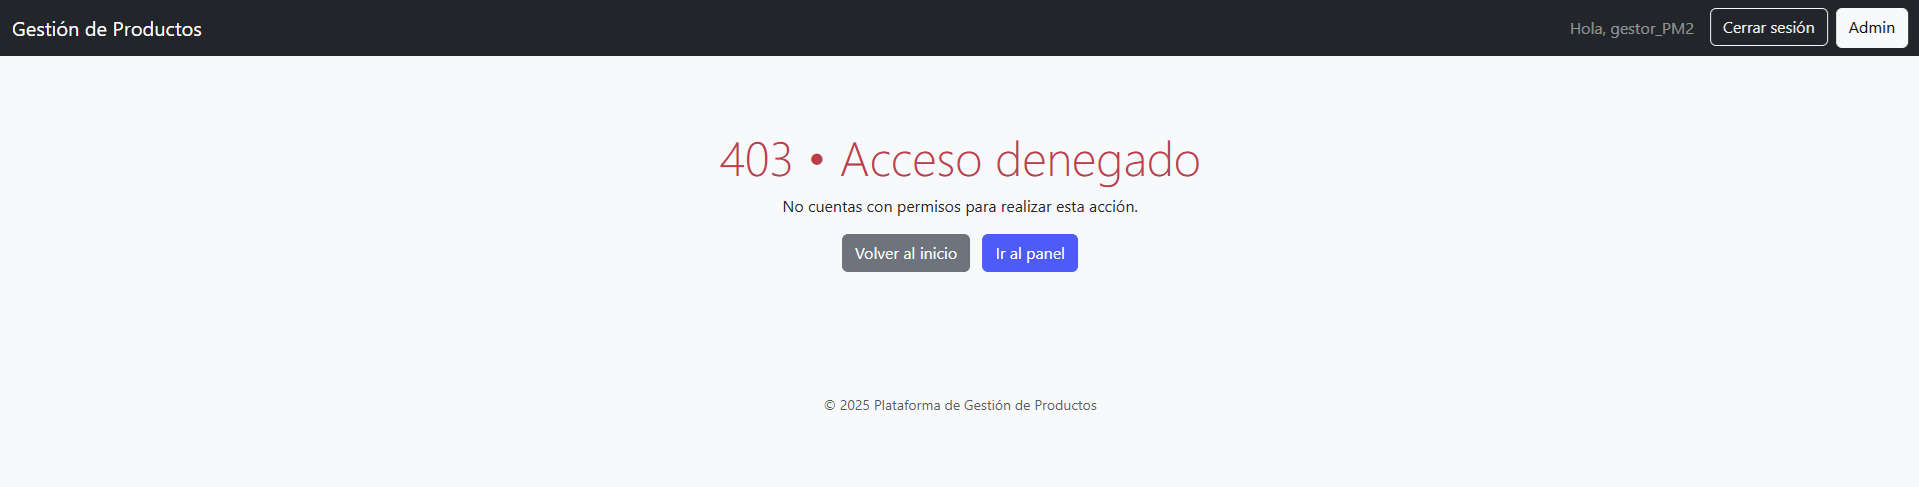 Gestión de Productos
Hola, gestor_PM2
Cerrar sesión
Admin
403 • Acceso denegado
No cuentas con permisos para realizar esta acción.
Volver al inicio
Ir al panel
© 2025 Plataforma de Gestión de Productos